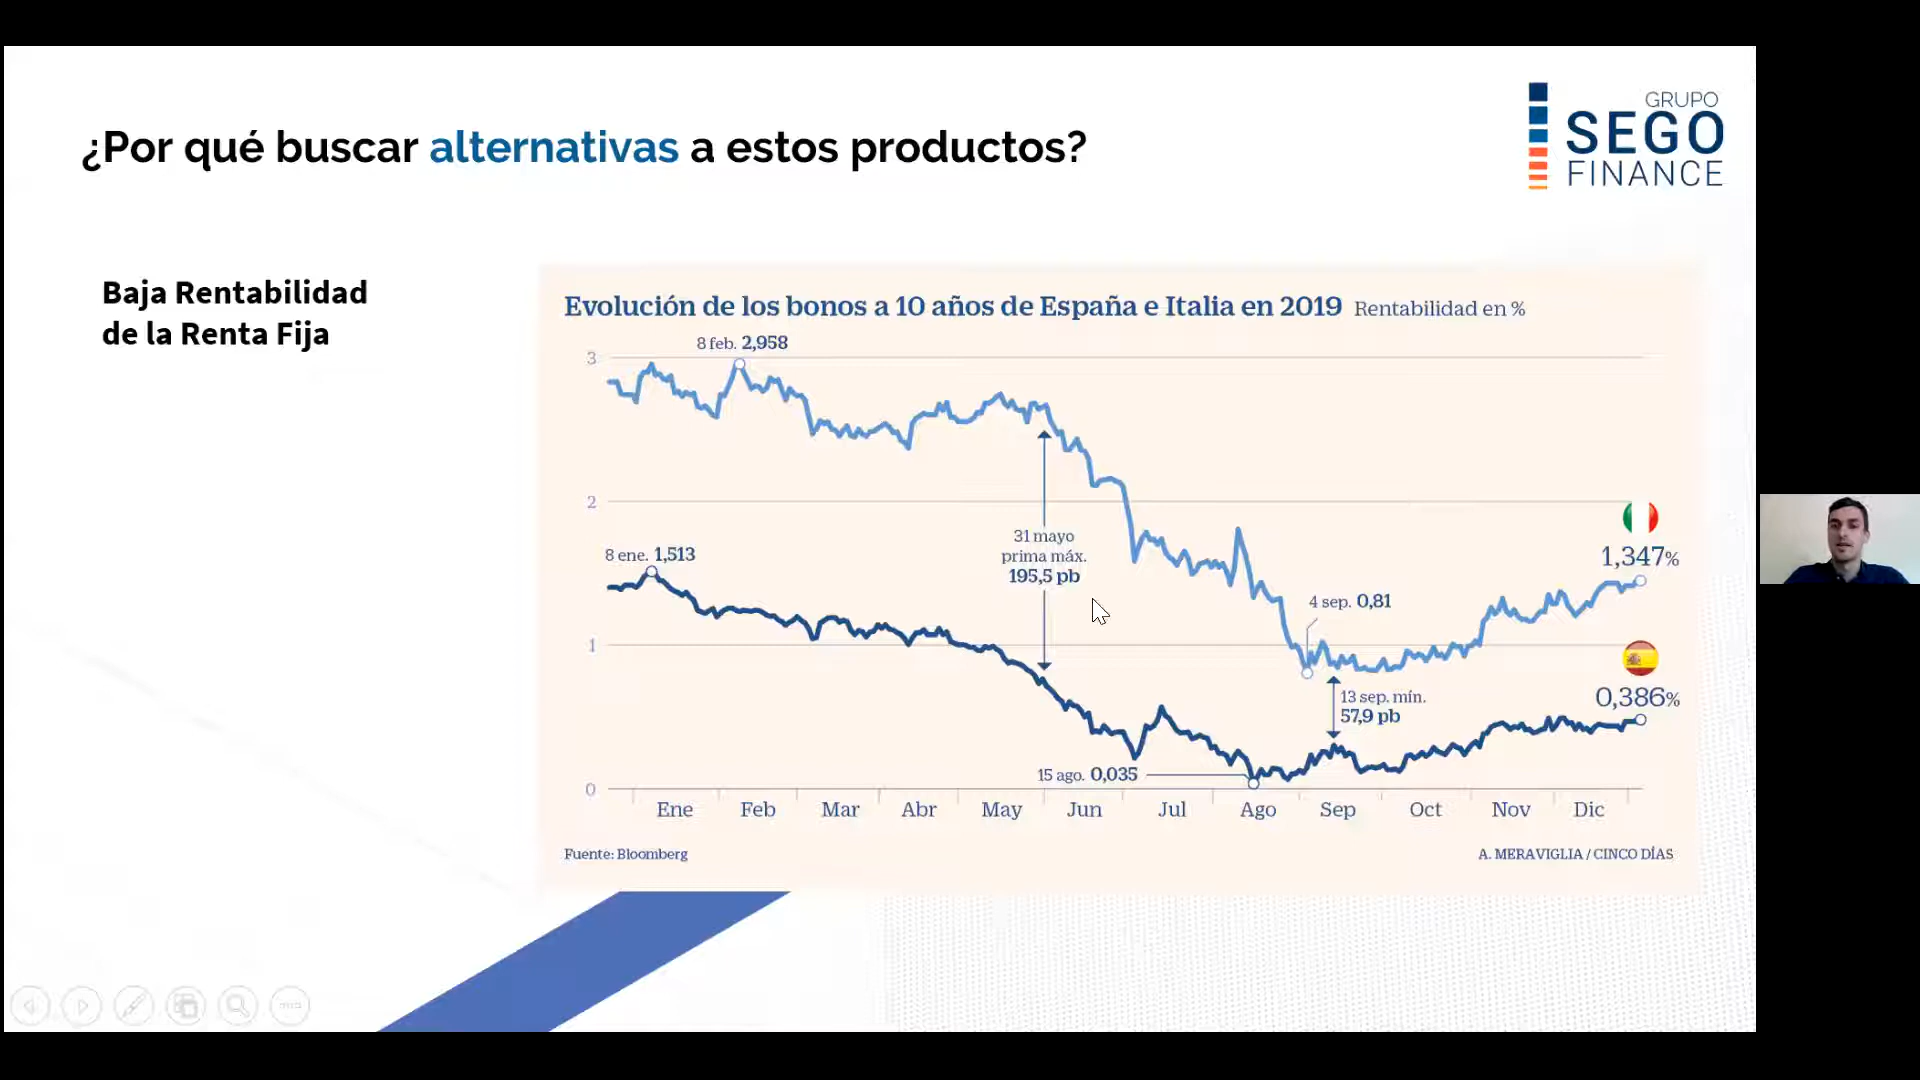 ¿Por qué buscar alternativas a estos productos?
GRUPO
SEGO
FINANCE
Baja Rentabilidad
de la Renta Fija
Evolución de los bonos a 10 años de España e Italia en 2019 Rentabilidad en %
8 feb. 2,958
3
2
1
0
8 ene. 1,513
31 mayo
prima máx.
195,5 pb
1,347%
4 sep. 0,81
0,386%
13 sep. mín.
57,9 pb
15 ago. 0,035
Ene Feb Mar Abr May Jun Jul Ago Sep Oct Nov Dic
Fuente: Bloomberg
A. MERAVIGLIA / CINCO DÍAS